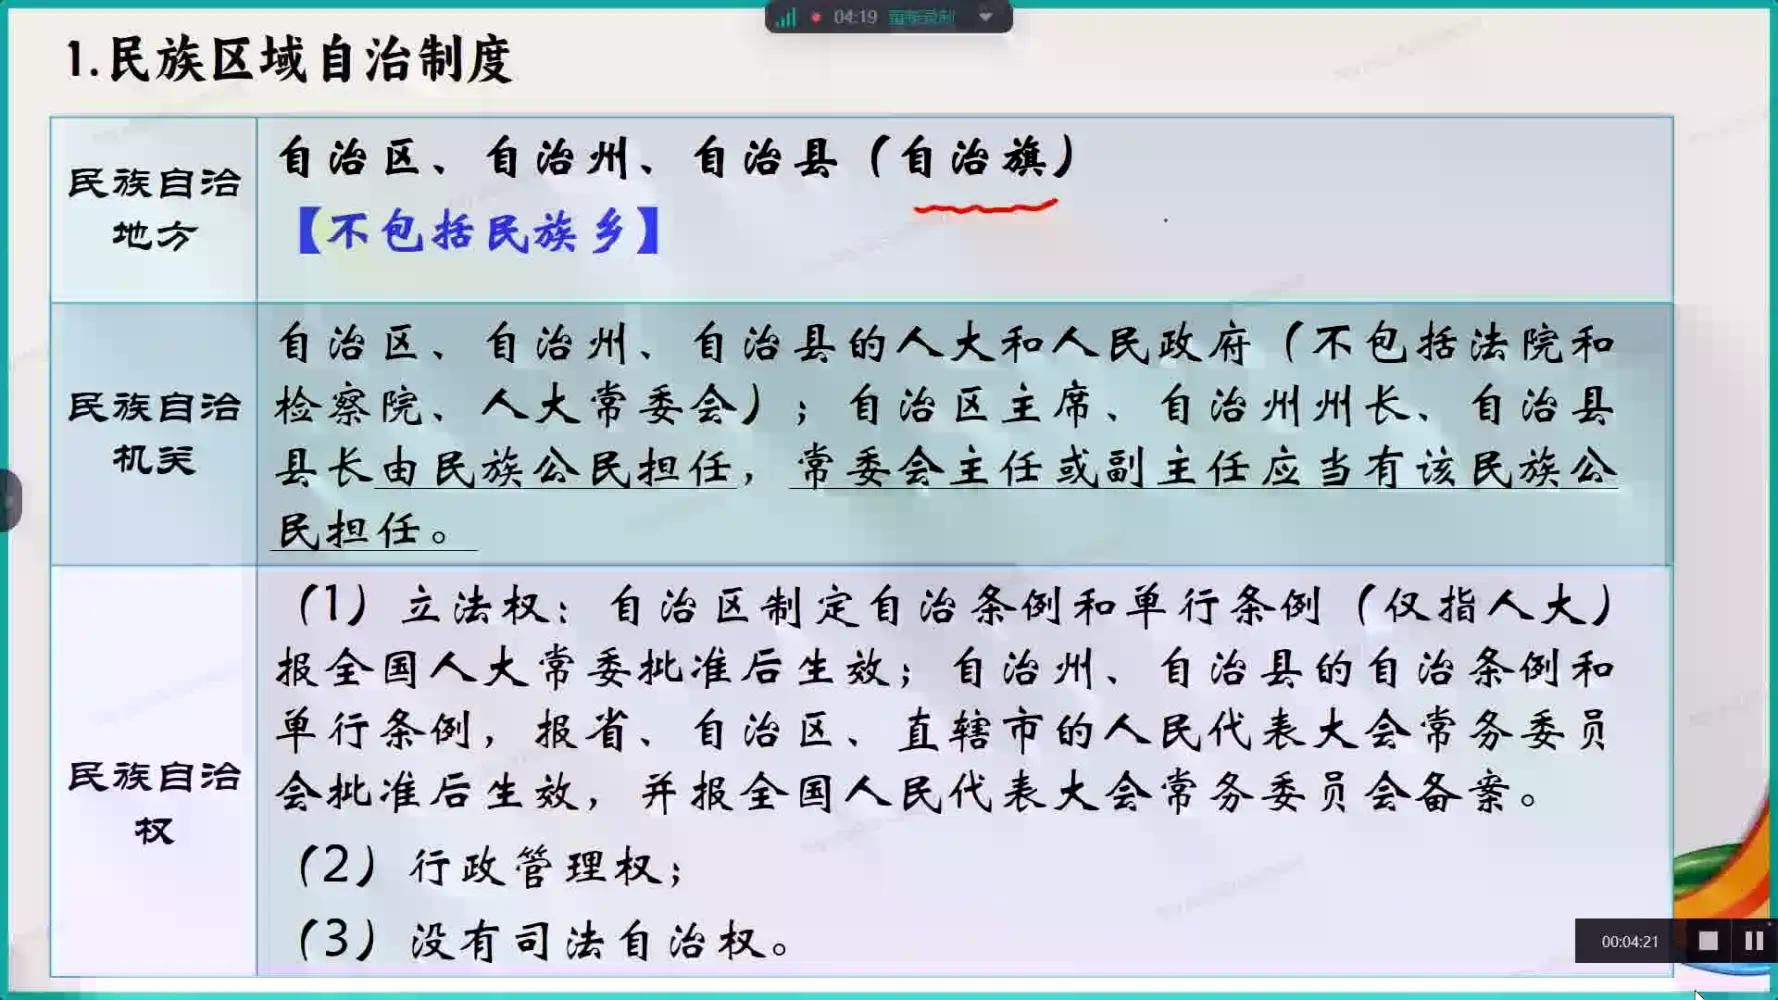 04:19
1.民族区域自治制度
民族自治
地方
自治区、自治州、自治县（自治旗）
【不包括民族乡】
民族自治
机关
自治区、自治州、自治县的人大和人民政府（不包括法院和
检察院、人大常委会）；自治区主席、自治州州长、自治县
县长由民族公民担任，常委会主任或副主任应当有该民族公
民担任。
民族自治
权
（1）立法权：自治区制定自治条例和单行条例（仅指人大）
报全国人大常委批准后生效；自治州、自治县的自治条例和
单行条例，报省、自治区、直辖市的人民代表大会常务委员
会批准后生效，并报全国人民代表大会常务委员会备案。
（2）行政管理权；
（3）没有司法自治权。
00:04:21